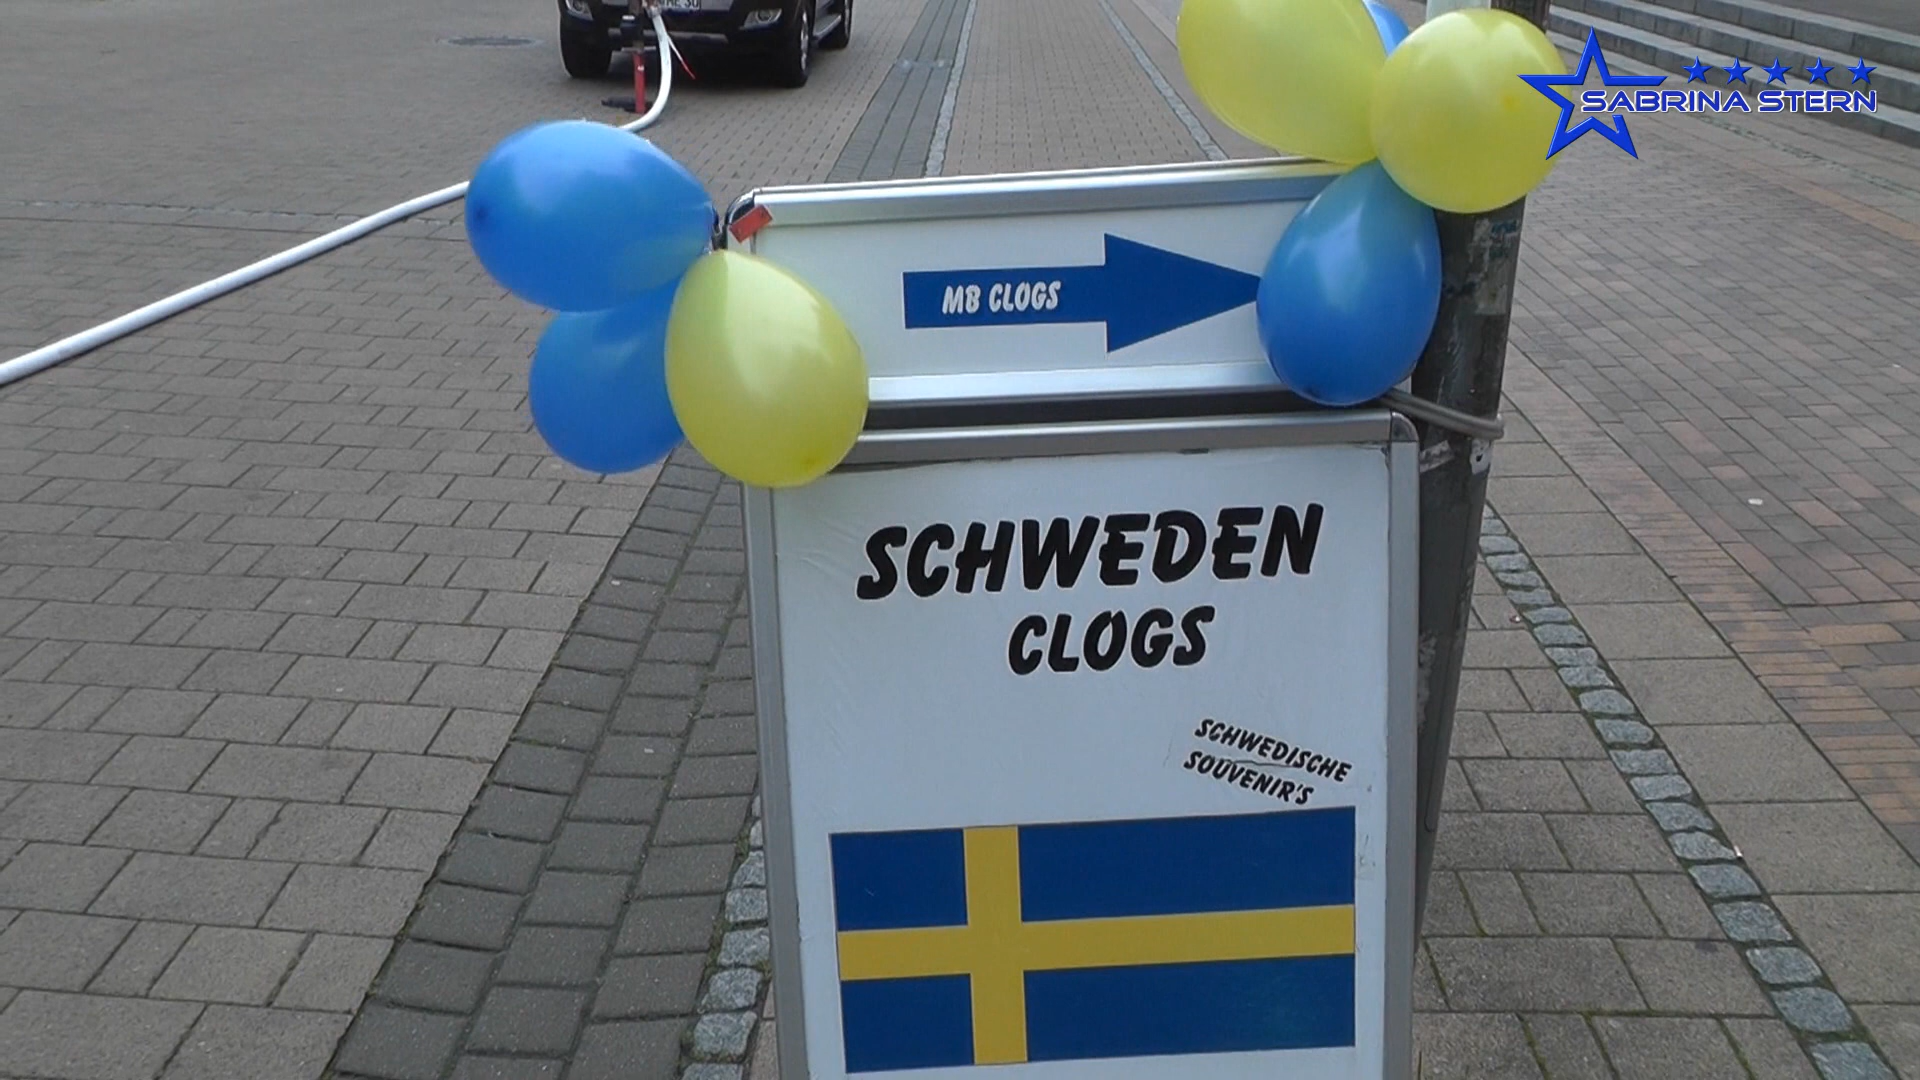 SABRINA STERN
MB CLOGS
SCHWEDEN
CLOGS
SCHWEDISCHE
SOUVENIR'S